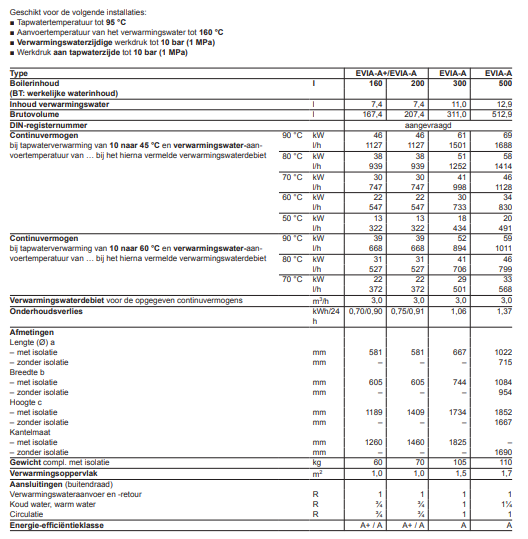 Geschikt voor de volgende installaties:
■ Tapwatertemperatuur tot 95 °C
■ Aanvoertemperatuur van het verwarmingswater tot 160 °C
■ Verwarmingswaterzijdige werkdruk tot 10 bar (1 MPa)
■ Werkdruk aan tapwaterzijde tot 10 bar (1 MPa)
Type EVIA-A+/EVIA-A EVIA-A EVIA-A
Boilerinhoud l 160 200 300 500
(BT: werkelijke waterinhoud)
Inhoud verwarmingswater l 7,4 7,4 11,0 12,9
Brutovolume l 167,4 207,4 311,0 512,9
DIN-registernummer aangevraagd
Continuvermogen 90 °C kW 46 46 61 69
bij tapwaterverwarming van 10 naar 45 °C en verwarmingswater-aan- l/h 1127 1127 1501 1688
voertemperatuur van … bij het hierna vermelde verwarmingswaterdebiet 80 °C kW 38 38 51 58
l/h 939 939 1252 1414
70 °C kW 30 30 41 46
l/h 747 747 998 1128
60 °C kW 22 22 30 34
l/h 547 547 733 830
50 °C kW 13 13 18 20
l/h 322 322 434 491
Continuvermogen 90 °C kW 39 39 52 59
bij tapwaterverwarming van 10 naar 60 °C en verwarmingswater-aan- l/h 668 668 894 1011
voertemperatuur van … bij het hierna vermelde verwarmingswaterdebiet 80 °C kW 31 31 41 46
l/h 527 527 706 799
70 °C kW 22 22 29 33
l/h 372 372 501 568
Verwarmingswaterdebiet voor de opgegeven continuvermogens m³/h 3,0 3,0 3,0 3,0
Onderhoudsverlies kWh/24 0,70/0,90 0,75/0,91 1,06 1,37
h
Afmetingen
Lengte (Ø) a
– met isolatie mm 581 581 667 1022
– zonder isolatie mm – – – 715
Breedte b
– met isolatie mm 605 605 744 1084
– zonder isolatie mm – – – 954
Hoogte c
– met isolatie mm 1189 1409 1734 1852
– zonder isolatie mm – – – 1667
Kantelmaat
– met isolatie mm 1260 1460 1825 –
– zonder isolatie mm – – – 1690
Gewicht compl. met isolatie kg 60 70 105 110
Verwarmingsoppervlak m² 1,0 1,0 1,5 1,7
Aansluitingen (buitendraad)
Verwarmingswateraanvoer en -retour R 1 1 1 1
Koud water, warm water R ¾ ¾ 1 1¼
Circulatie R ¾ ¾ 1 1
Energie-efficiëntieklasse A+ / A A+ / A A A